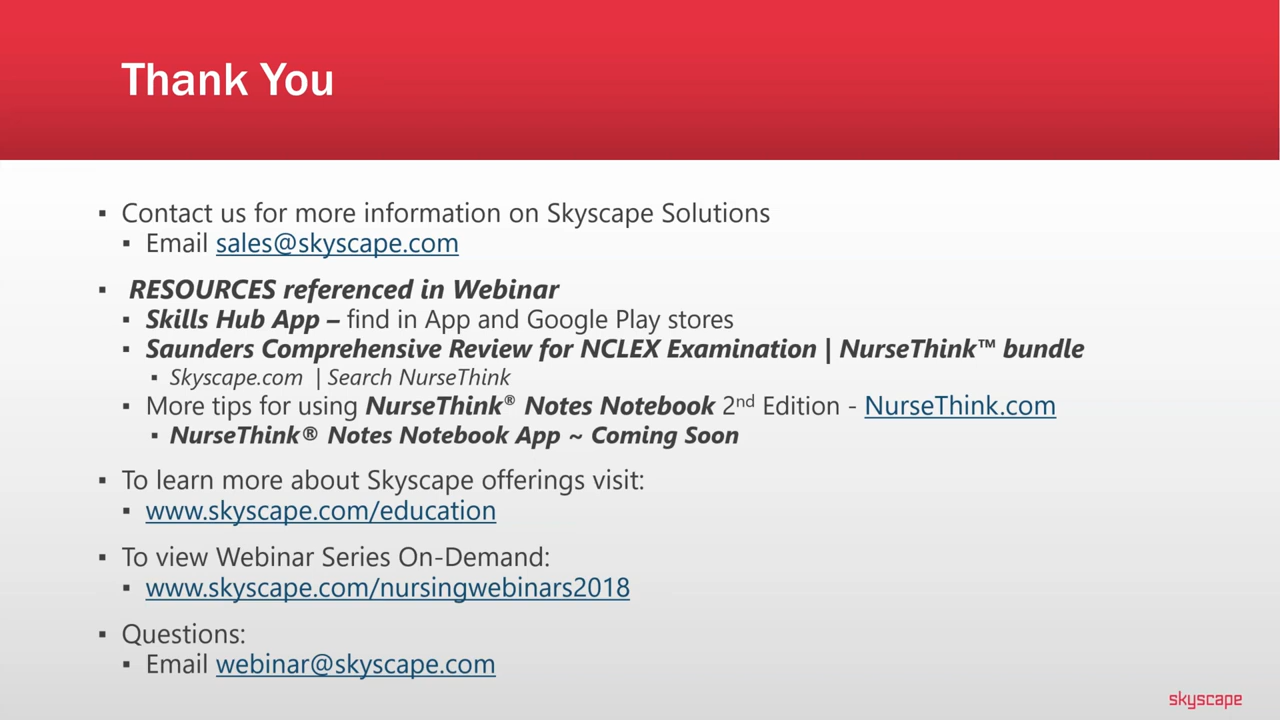 Thank You
▪ Contact us for more information on Skyscape Solutions
▪ Email sales@skyscape.com
▪ RESOURCES referenced in Webinar
▪ Skills Hub App – find in App and Google Play stores
▪ Saunders Comprehensive Review for NCLEX Examination | NurseThink™ bundle
▪ Skyscape.com | Search NurseThink
▪ More tips for using NurseThink® Notes Notebook 2nd Edition - NurseThink.com
▪ NurseThink® Notes Notebook App ~ Coming Soon
▪ To learn more about Skyscape offerings visit:
▪ www.skyscape.com/education
▪ To view Webinar Series On-Demand:
▪ www.skyscape.com/nursingwebinars2018
▪ Questions:
▪ Email webinar@skyscape.com
skyscape